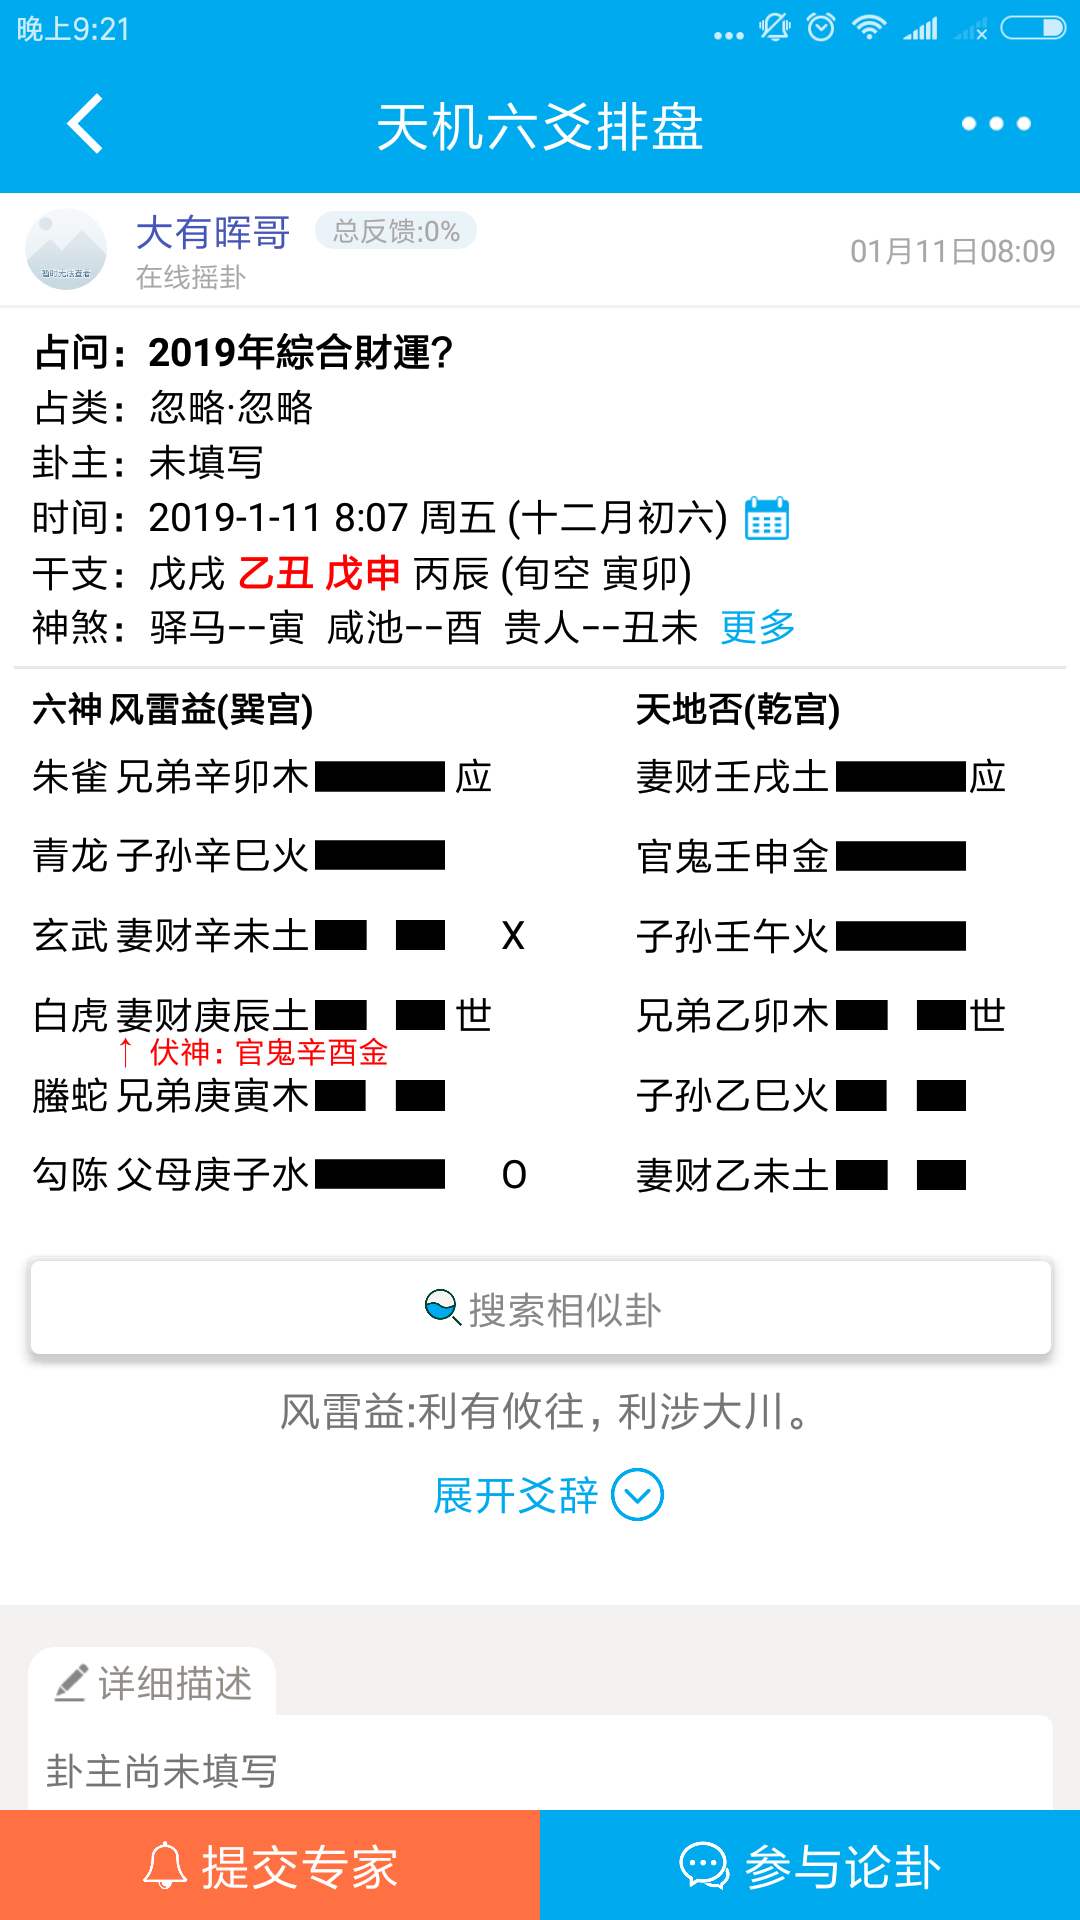 晚上9:21
天机六爻排盘
大有晖哥 总反馈:0%
在线摇卦
01月11日08:09
暂时无法查看
占问：2019年綜合財運?
占类：忽略·忽略
卦主：未填写
时间：2019-1-11 8:07 周五 (十二月初六)
干支：戊戌 乙丑 戊申 丙辰 (旬空 寅卯)
神煞：驿马--寅 咸池--酉 贵人--丑未 更多
六神 风雷益(巽宫) 天地否(乾宫)
朱雀 兄弟辛卯木 应 妻财壬戌土 应
青龙 子孙辛巳火 官鬼壬申金
玄武 妻财辛未土 X 子孙壬午火
白虎 妻财庚辰土 世 兄弟乙卯木 世
↑ 伏神：官鬼辛酉金
螣蛇 兄弟庚寅木 子孙乙巳火
勾陈 父母庚子水 O 妻财乙未土
搜索相似卦
风雷益:利有攸往，利涉大川。
展开爻辞
详细描述
卦主尚未填写
提交专家 参与论卦